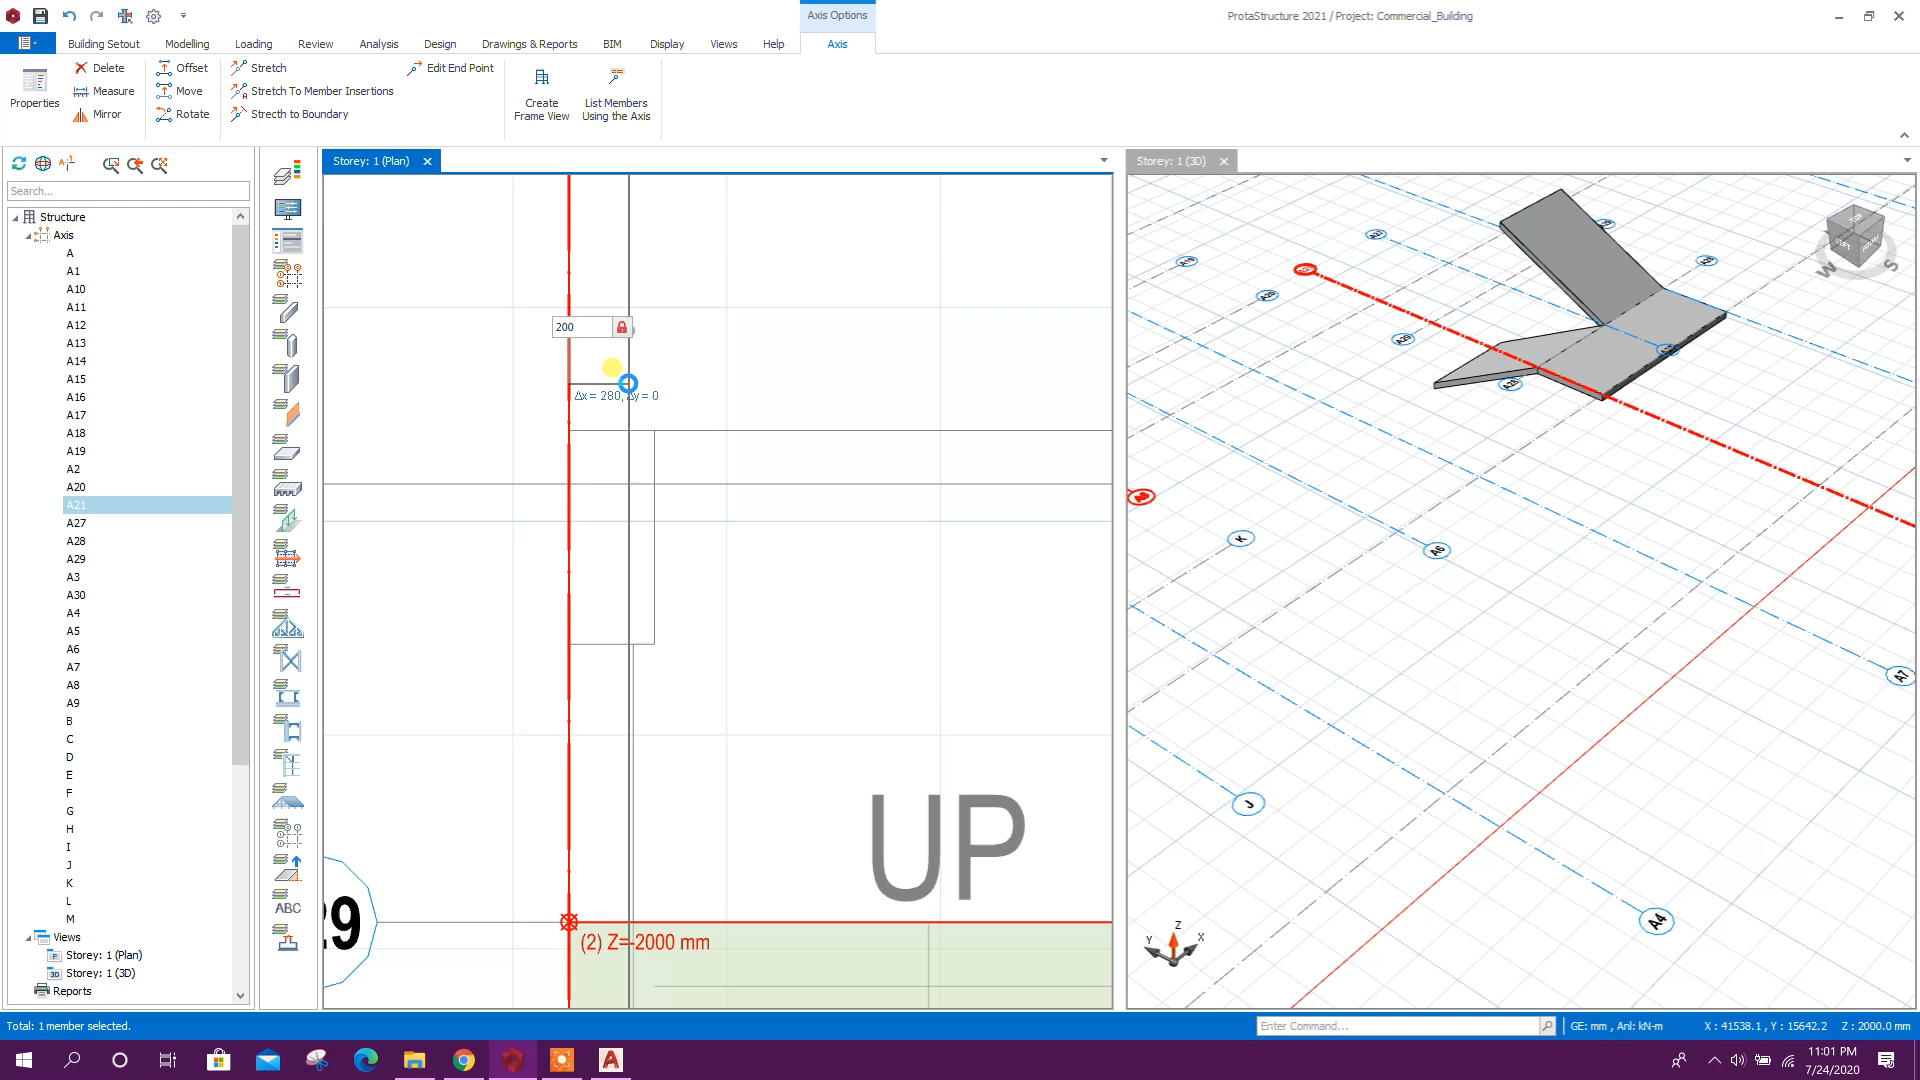 Axis Options
ProtaStructure 2021 / Project: Commercial_Building
Building Setout
Modelling
Loading
Review
Analysis
Design
Drawings & Reports
BIM
Display
Views
Help
Axis
Properties
Delete
Measure
Mirror
Offset
Move
Rotate
Stretch
Stretch To Member Insertions
Strecth to Boundary
Edit End Point
Create
Frame View
List Members
Using the Axis
Search...
Structure
Axis
A
A1
A10
A11
A12
A13
A14
A15
A16
A17
A18
A19
A2
A20
A21
A27
A28
A29
A3
A30
A4
A5
A6
A7
A8
A9
B
C
D
E
F
G
H
I
J
K
L
M
Views
Storey: 1 (Plan)
Storey: 1 (3D)
Reports
ABC
Storey: 1 (Plan)
200
Δx = 280, Δy = 0
UP
29
(2) Z=-2000 mm
Storey: 1 (3D)
K
A6
A7
J
A4
LEFT
W
S
Z
Y
X
Total: 1 member selected.
Enter Command...
GE: mm , Anl: kN-m
X : 41538.1 , Y : 15642.2
Z : 2000.0 mm
11:01 PM
7/24/2020